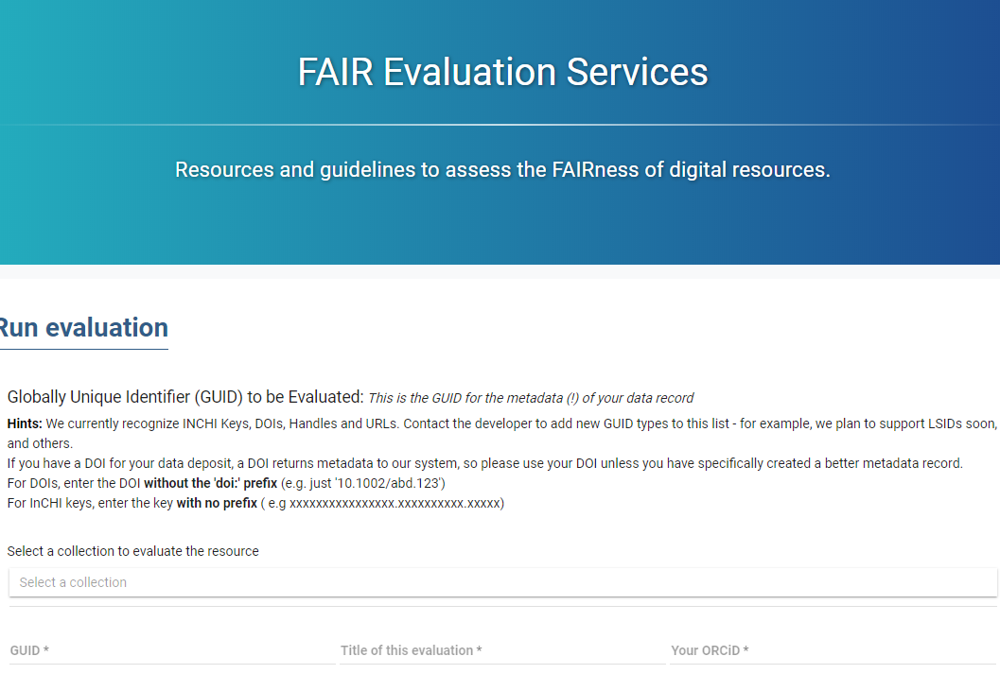 FAIR Evaluation Services
Resources and guidelines to assess the FAIRness of digital resources.
Run evaluation
Globally Unique Identifier (GUID) to be Evaluated: This is the GUID for the metadata (!) of your data record
Hints: We currently recognize INCHI Keys, DOIs, Handles and URLs. Contact the developer to add new GUID types to this list - for example, we plan to support LSIDs soon,
and others.
If you have a DOI for your data deposit, a DOI returns metadata to our system, so please use your DOI unless you have specifically created a better metadata record.
For DOIs, enter the DOI without the 'doi:' prefix (e.g. just '10.1002/abd.123')
For InCHI keys, enter the key with no prefix ( e.g xxxxxxxxxxxxxxxx.xxxxxxxxxx.xxxxx)
Select a collection to evaluate the resource
Select a collection
GUID * Title of this evaluation * Your ORCiD *